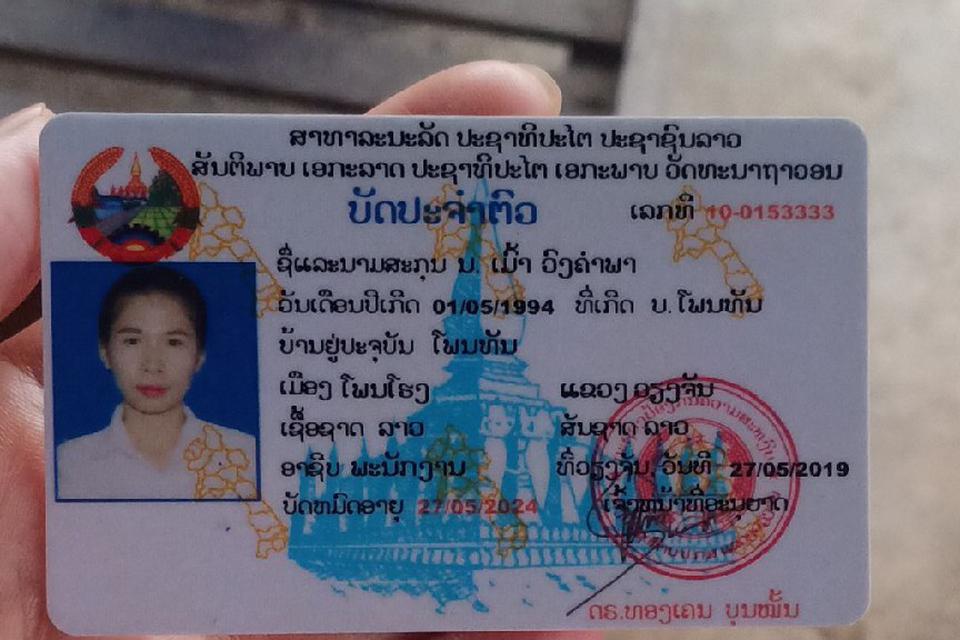 ສາທາລະນະລັດ ປະຊາທິປະໄຕ ປະຊາຊົນລາວ
ສັນຕິພາບ ເອກະລາດ ປະຊາທິປະໄຕ ເອກະພາບ ວັດທະນາຖາວອນ
ບັດປະຈຳຕົວ ເລກທີ 10-0153333
ຊື່ແລະນາມສະກຸນ ນ. ເມົ້າ ວົງຄຳພາ
ວັນເດືອນປີເກີດ 01/05/1994 ທີ່ເກີດ ບ. ໂພນທັນ
ບ້ານຢູ່ປະຈຸບັນ ໂພນທັນ
ເມືອງ ໂພນໂຮງ ແຂວງ ວຽງຈັນ
ເຊື້ອຊາດ ລາວ ສັນຊາດ ລາວ
ອາຊີບ ພະນັກງານ ທີ່ວຽງຈັນ, ວັນທີ 27/05/2019
ບັດຫມົດອາຍຸ 27/05/2024 ເຈົ້າຫນ້າທີ່ອະນຸຍາດ
ດຣ.ທອງເຄນ ບຸນໝັ້ນ